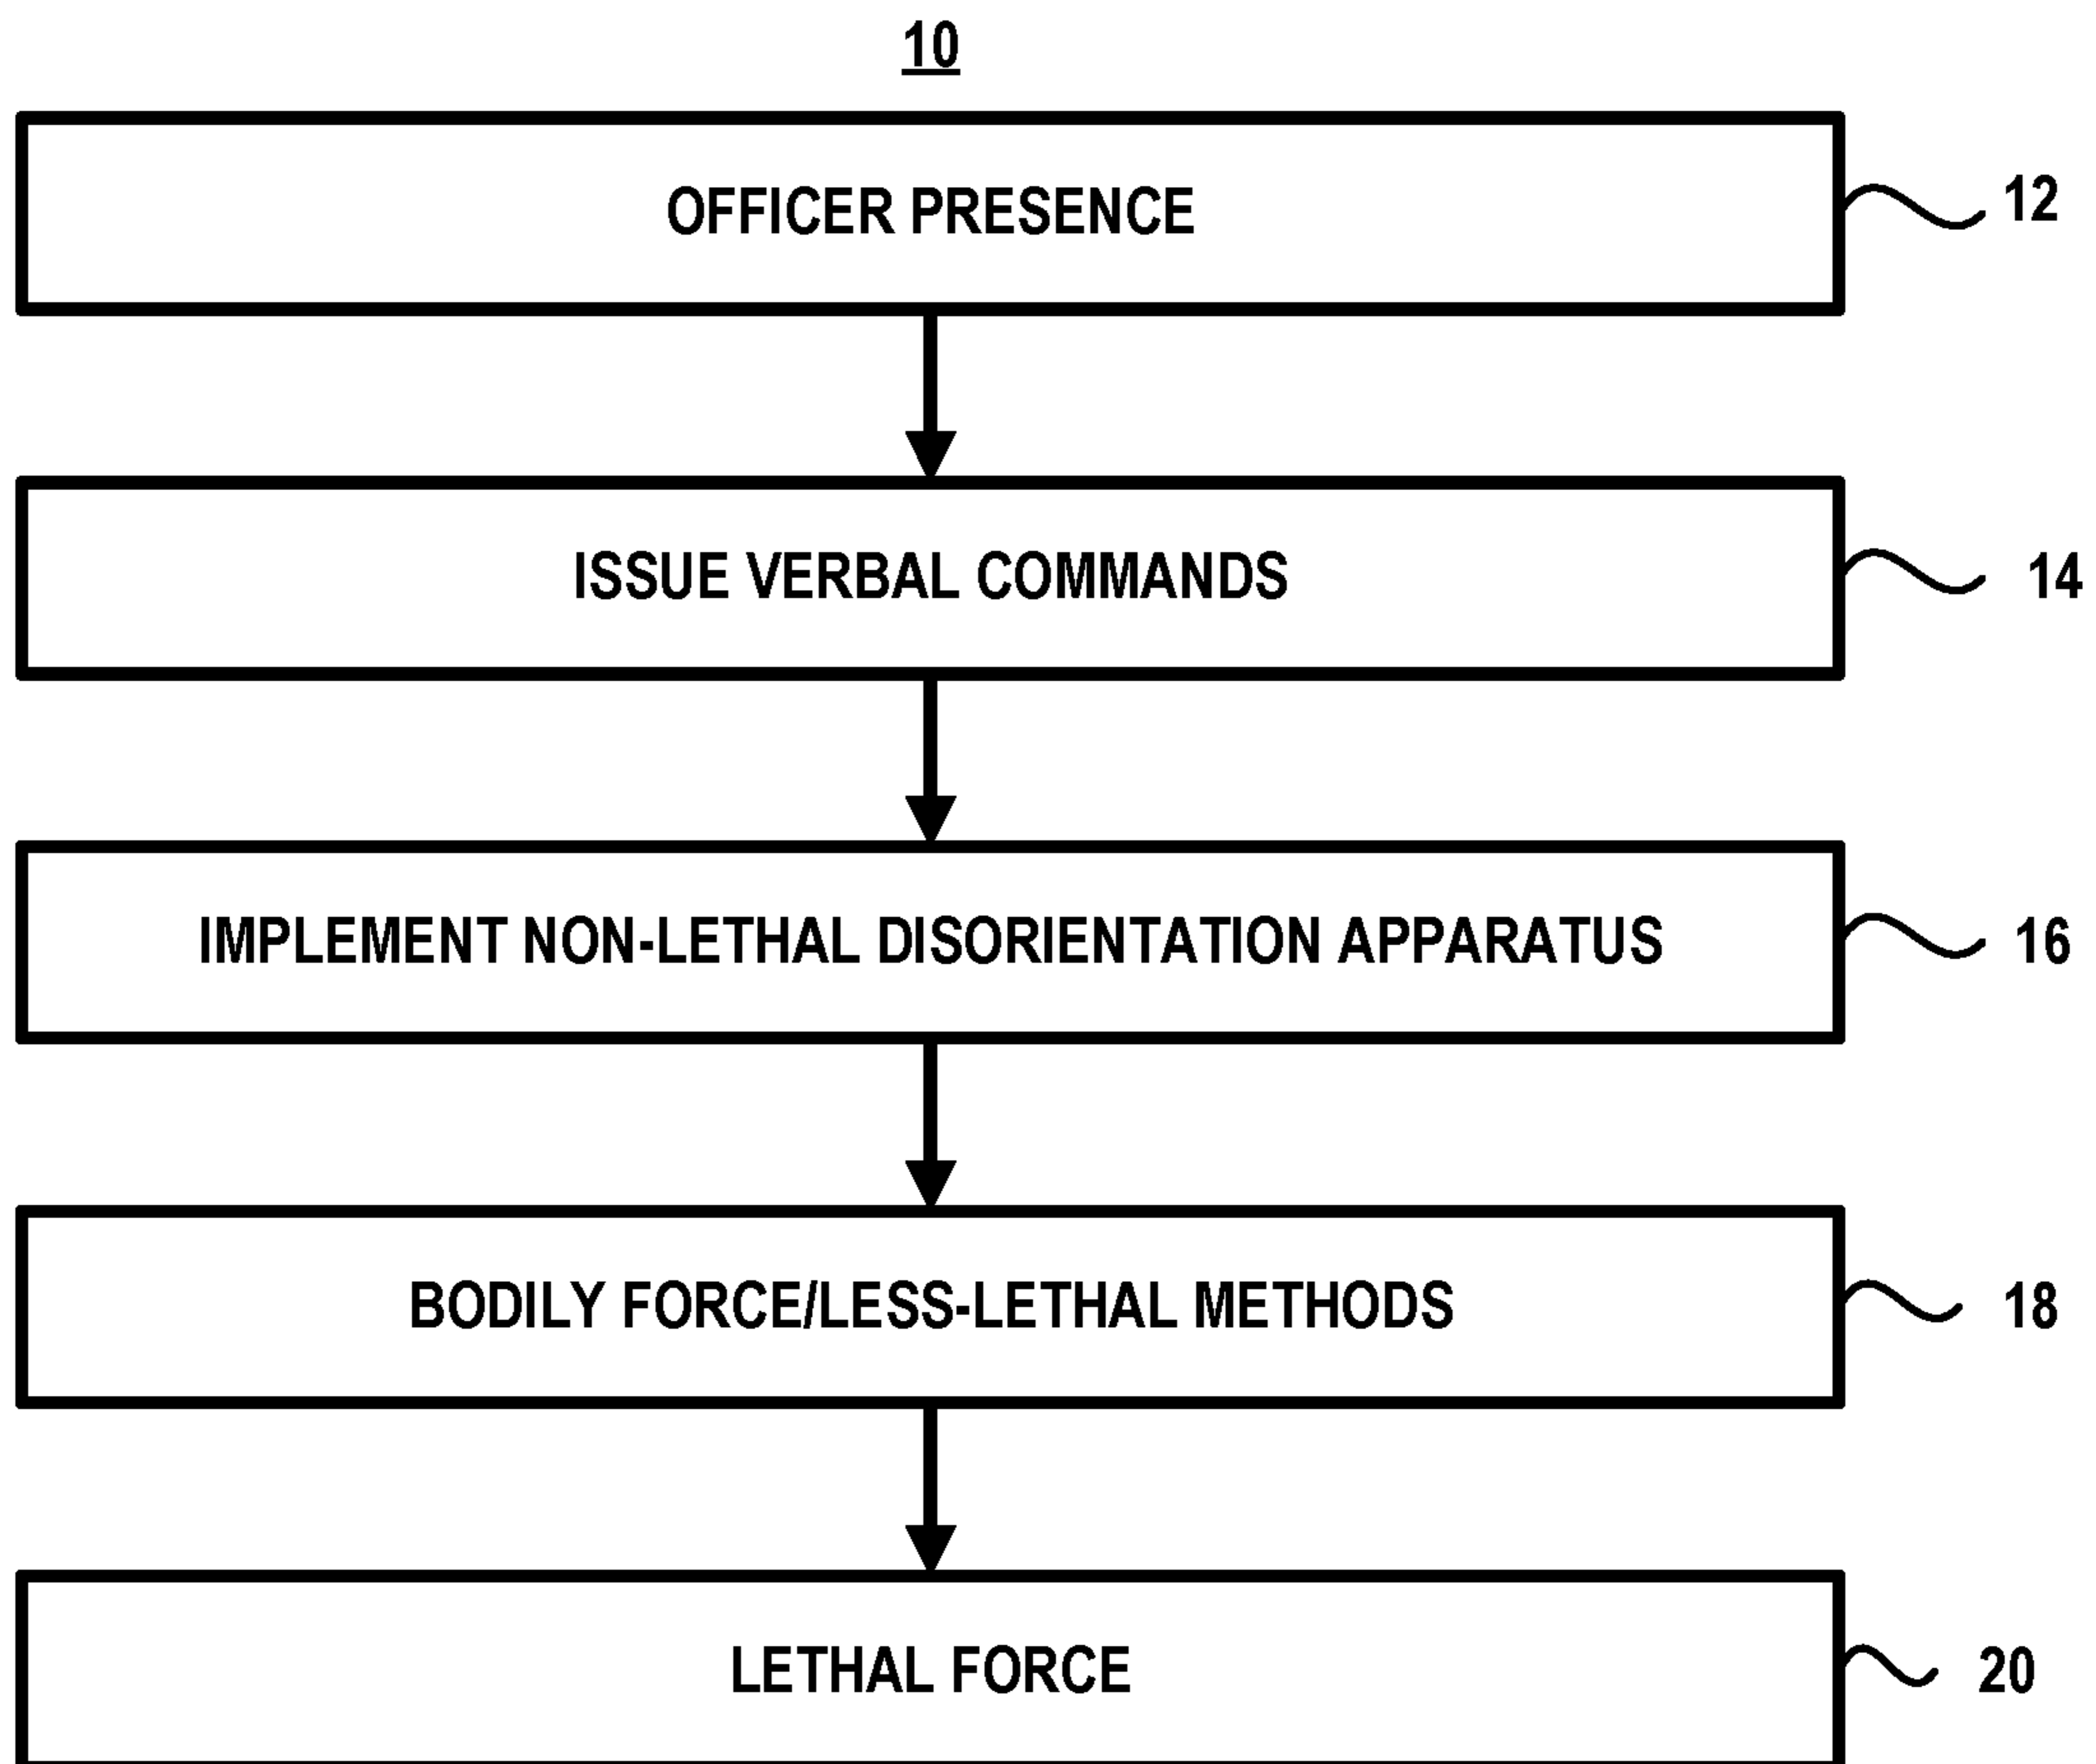 10
OFFICER PRESENCE
12
ISSUE VERBAL COMMANDS
14
IMPLEMENT NON-LETHAL DISORIENTATION APPARATUS
16
BODILY FORCE/LESS-LETHAL METHODS
18
LETHAL FORCE
20